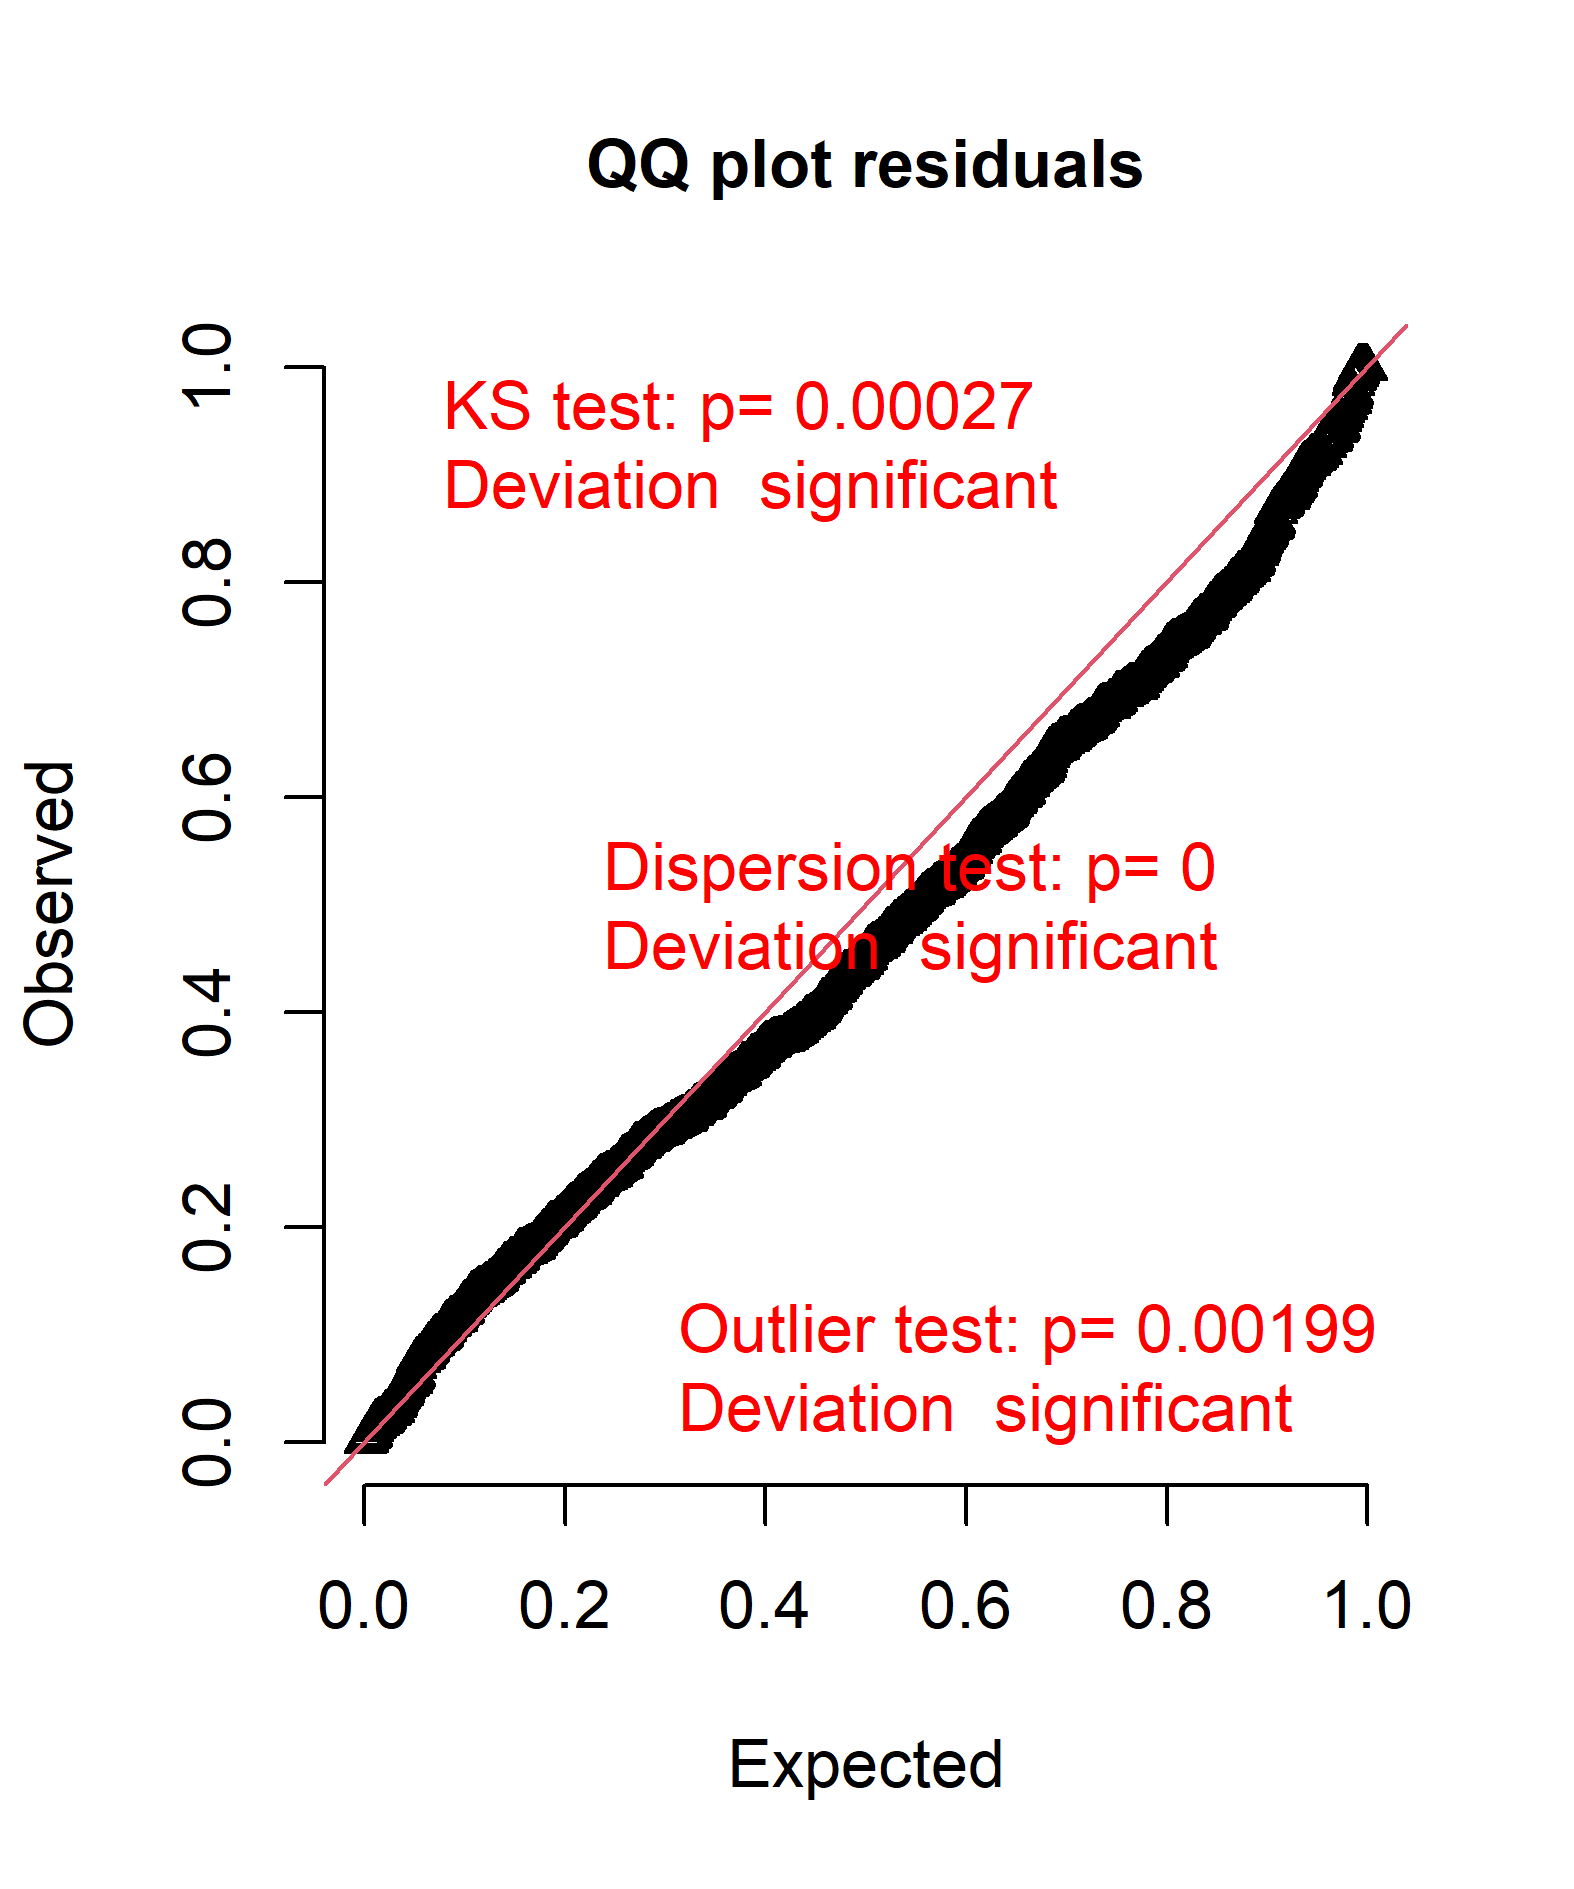 QQ plot residuals
KS test: p= 0.00027
Deviation  significant
Dispersion test: p= 0
Deviation  significant
Outlier test: p= 0.00199
Deviation  significant
Observed
1.0
0.8
0.6
0.4
0.2
0.0
0.0 0.2 0.4 0.6 0.8 1.0
Expected